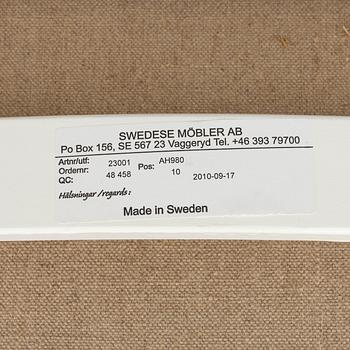 SWEDESE MÖBLER AB
Po Box 156, SE 567 23 Vaggeryd Tel. +46 393 79700
Artnr/utf: 23001 AH980
Ordernr: 48 458 Pos: 10 2010-09-17
QC:
Hälsningar/regards:
Made in Sweden